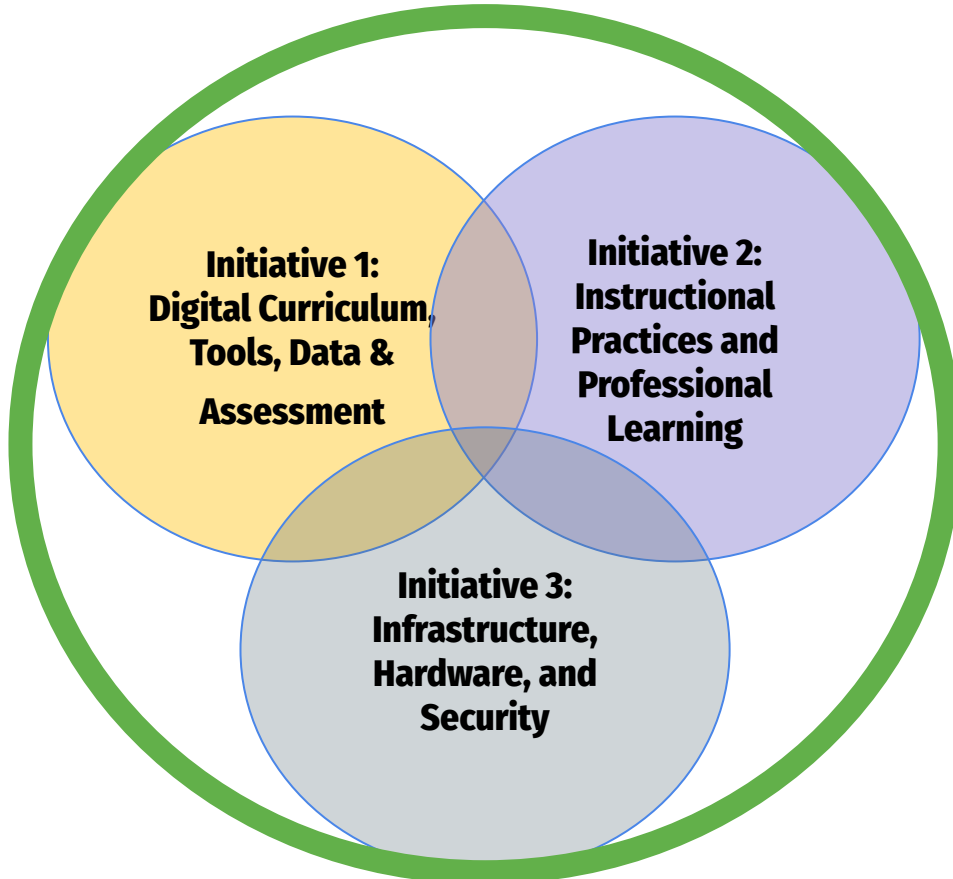 Initiative 1:
Digital Curriculum,
Tools, Data &
Assessment
Initiative 2:
Instructional
Practices and
Professional
Learning
Initiative 3:
Infrastructure,
Hardware, and
Security